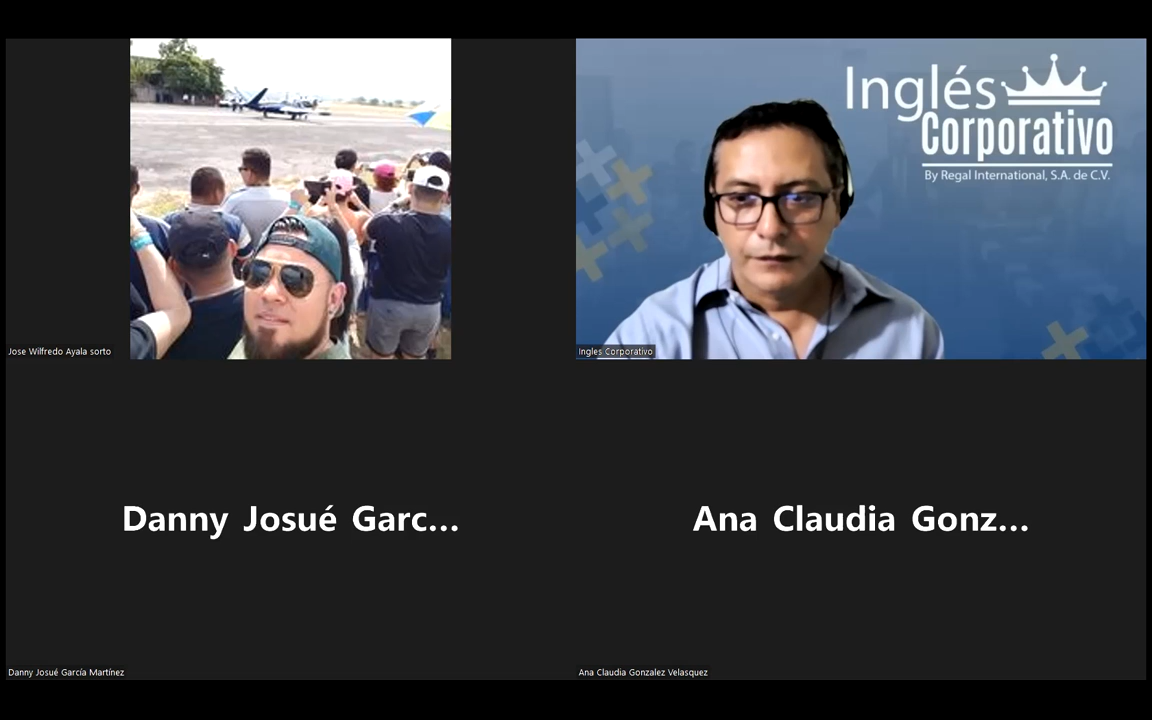 Inglés
Corporativo
By Regal International, S.A. de C.V.
Jose Wilfredo Ayala sorto
Ingles Corporativo
Danny Josué Garc...
Ana Claudia Gonz...
Danny Josué García Martínez
Ana Claudia Gonzalez Velasquez